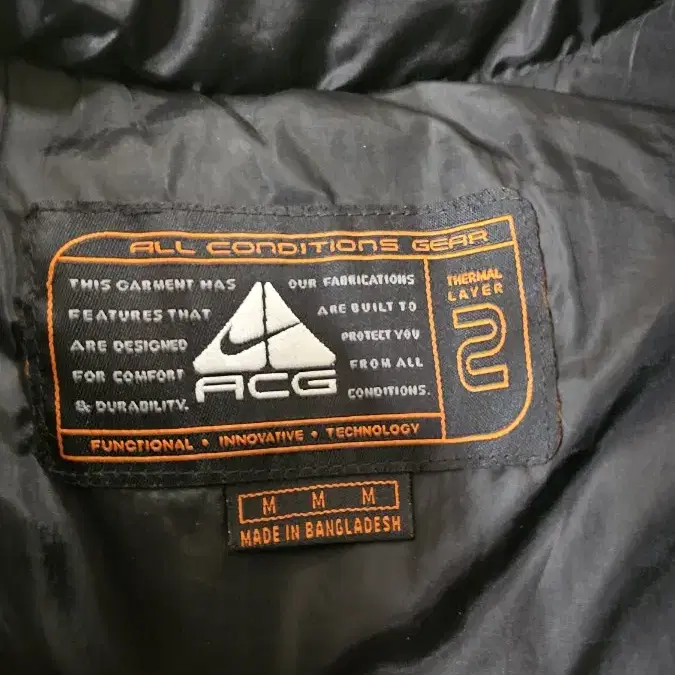 ALL CONDITIONS GEAR
THIS GARMENT HAS
FEATURES THAT
ARE DESIGNED
FOR COMFORT
& DURABILITY.
ACG
OUR FABRICATIONS
ARE BUILT TO
PROTECT YOU
FROM ALL
CONDITIONS.
THERMAL
LAYER
2
FUNCTIONAL • INNOVATIVE • TECHNOLOGY
M M M
MADE IN BANGLADESH